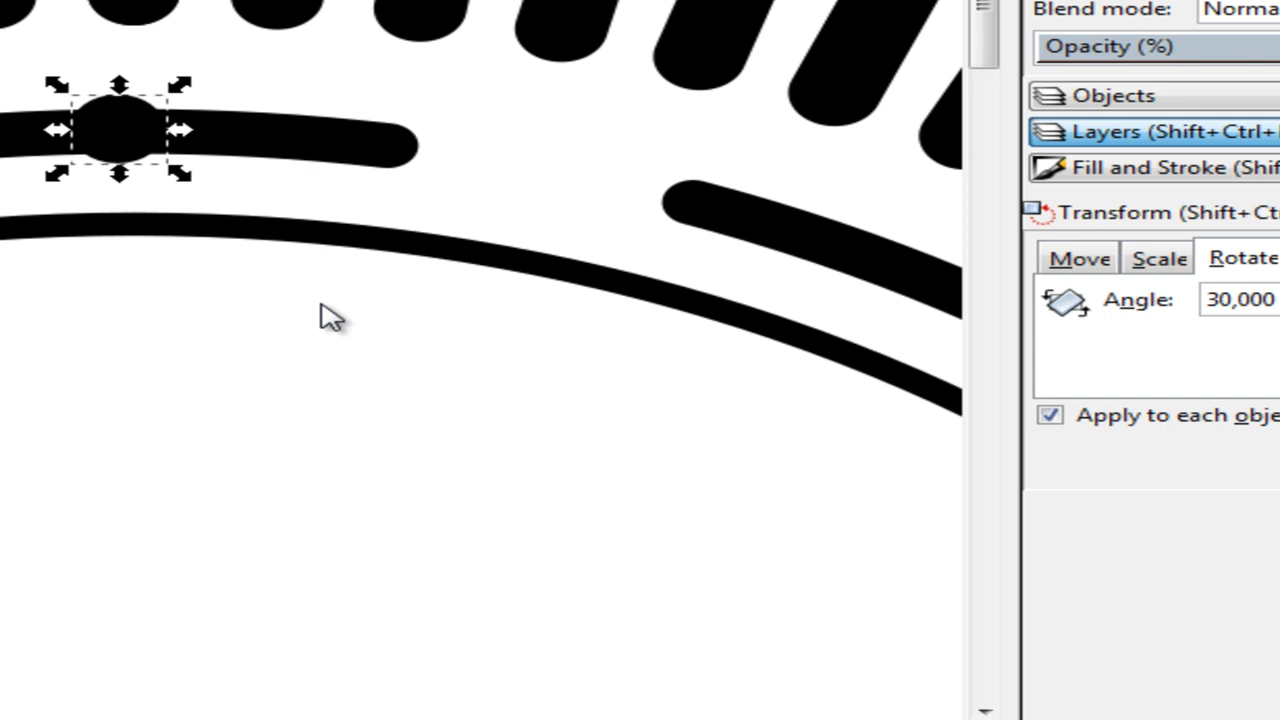 Blend mode: Norma
Opacity (%)
Objects
Layers (Shift+Ctrl+
Fill and Stroke (Shif
Transform (Shift+Ct
Move Scale Rotate
Angle: 30,000
Apply to each obje